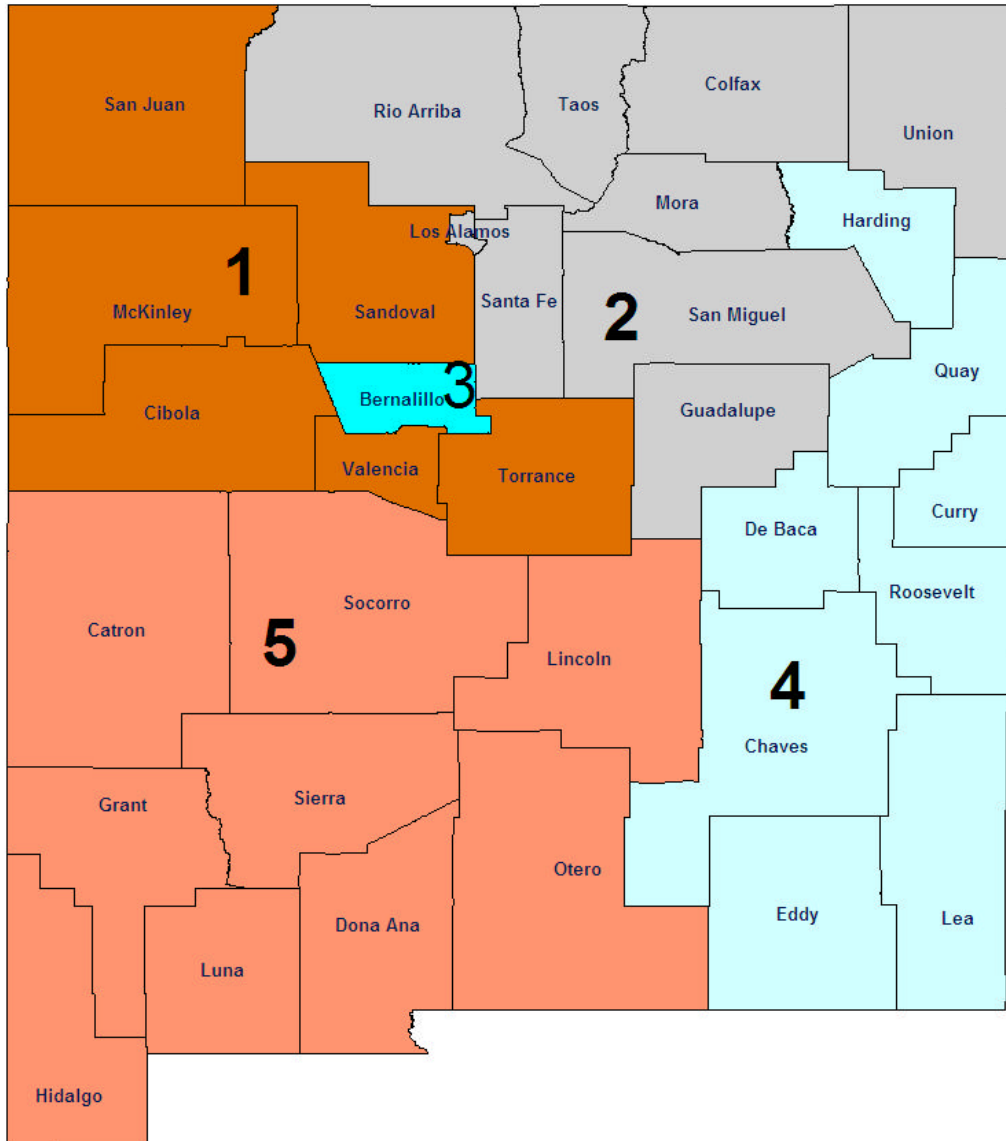 San Juan
Rio Arriba
Taos
Colfax
Union
Mora
Harding
Los Alamos
1
McKinley
Sandoval
Santa Fe
2
San Miguel
Bernalillo
3
Quay
Cibola
Guadalupe
Valencia
Torrance
De Baca
Curry
Roosevelt
Catron
Socorro
5
Lincoln
4
Chaves
Grant
Sierra
Otero
Dona Ana
Eddy
Lea
Luna
Hidalgo